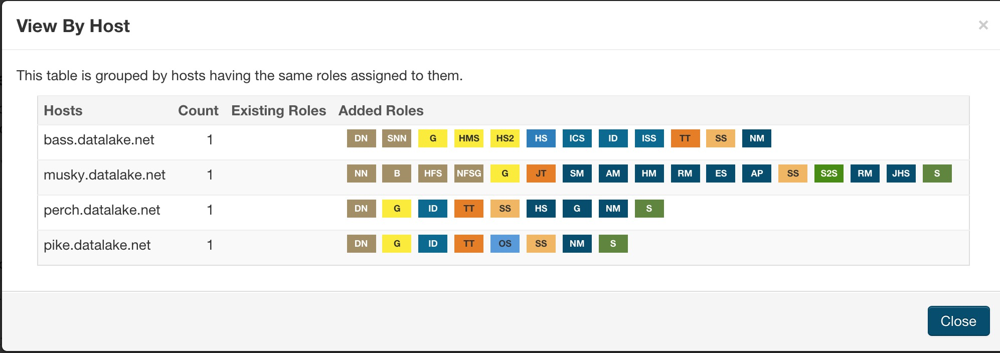 View By Host ×
This table is grouped by hosts having the same roles assigned to them.
Hosts Count Existing Roles Added Roles
bass.datalake.net 1 DN SNN G HMS HS2 HS ICS ID ISS TT SS NM
musky.datalake.net 1 NN B HFS NFSG G JT SM AM HM RM ES AP SS S2S RM JHS S
perch.datalake.net 1 DN G ID TT SS HS G NM S
pike.datalake.net 1 DN G ID TT OS SS NM S
Close